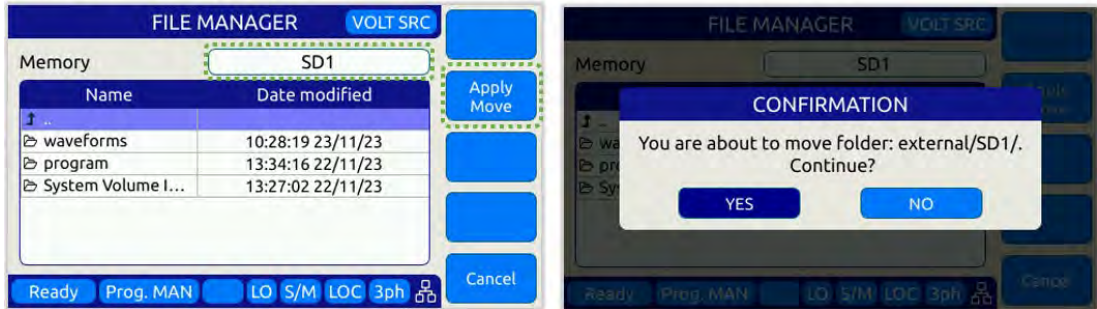 FILE MANAGER VOLT SRC
Memory SD1
Name Date modified
..
waveforms 10:28:19 23/11/23
program 13:34:16 22/11/23
System Volume I... 13:27:02 22/11/23
Apply
Move
Cancel
Ready Prog. MAN LO S/M LOC 3ph
FILE MANAGER VOLT SRC
Memory SD1
CONFIRMATION
You are about to move folder: external/SD1/.
Continue?
YES NO
Cancel
Ready Prog. MAN LO S/M LOC 3ph